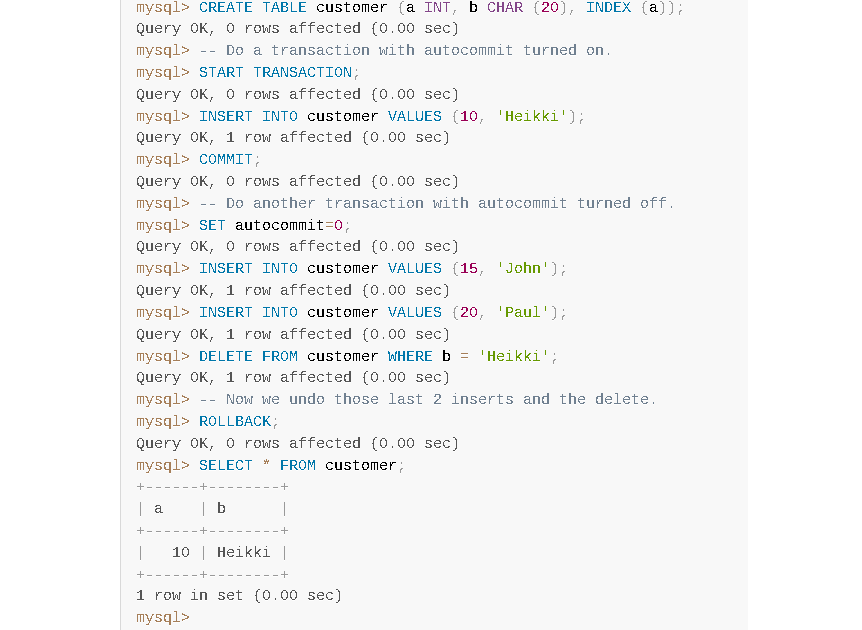 mysql> CREATE TABLE customer (a INT, b CHAR (20), INDEX (a));
Query OK, 0 rows affected (0.00 sec)
mysql> -- Do a transaction with autocommit turned on.
mysql> START TRANSACTION;
Query OK, 0 rows affected (0.00 sec)
mysql> INSERT INTO customer VALUES (10, 'Heikki');
Query OK, 1 row affected (0.00 sec)
mysql> COMMIT;
Query OK, 0 rows affected (0.00 sec)
mysql> -- Do another transaction with autocommit turned off.
mysql> SET autocommit=0;
Query OK, 0 rows affected (0.00 sec)
mysql> INSERT INTO customer VALUES (15, 'John');
Query OK, 1 row affected (0.00 sec)
mysql> INSERT INTO customer VALUES (20, 'Paul');
Query OK, 1 row affected (0.00 sec)
mysql> DELETE FROM customer WHERE b = 'Heikki';
Query OK, 1 row affected (0.00 sec)
mysql> -- Now we undo those last 2 inserts and the delete.
mysql> ROLLBACK;
Query OK, 0 rows affected (0.00 sec)
mysql> SELECT * FROM customer;
+------+--------+
| a    | b      |
+------+--------+
|   10 | Heikki |
+------+--------+
1 row in set (0.00 sec)
mysql>